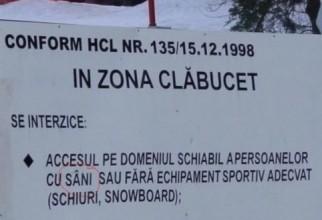 CONFORM HCL NR. 135/15.12.1998
IN ZONA CLĂBUCET
SE INTERZICE:
♦ ACCESUL PE DOMENIUL SCHIABIL A PERSOANELOR
CU SÂNI SAU FĂRĂ ECHIPAMENT SPORTIV ADECVAT
(SCHIURI, SNOWBOARD);